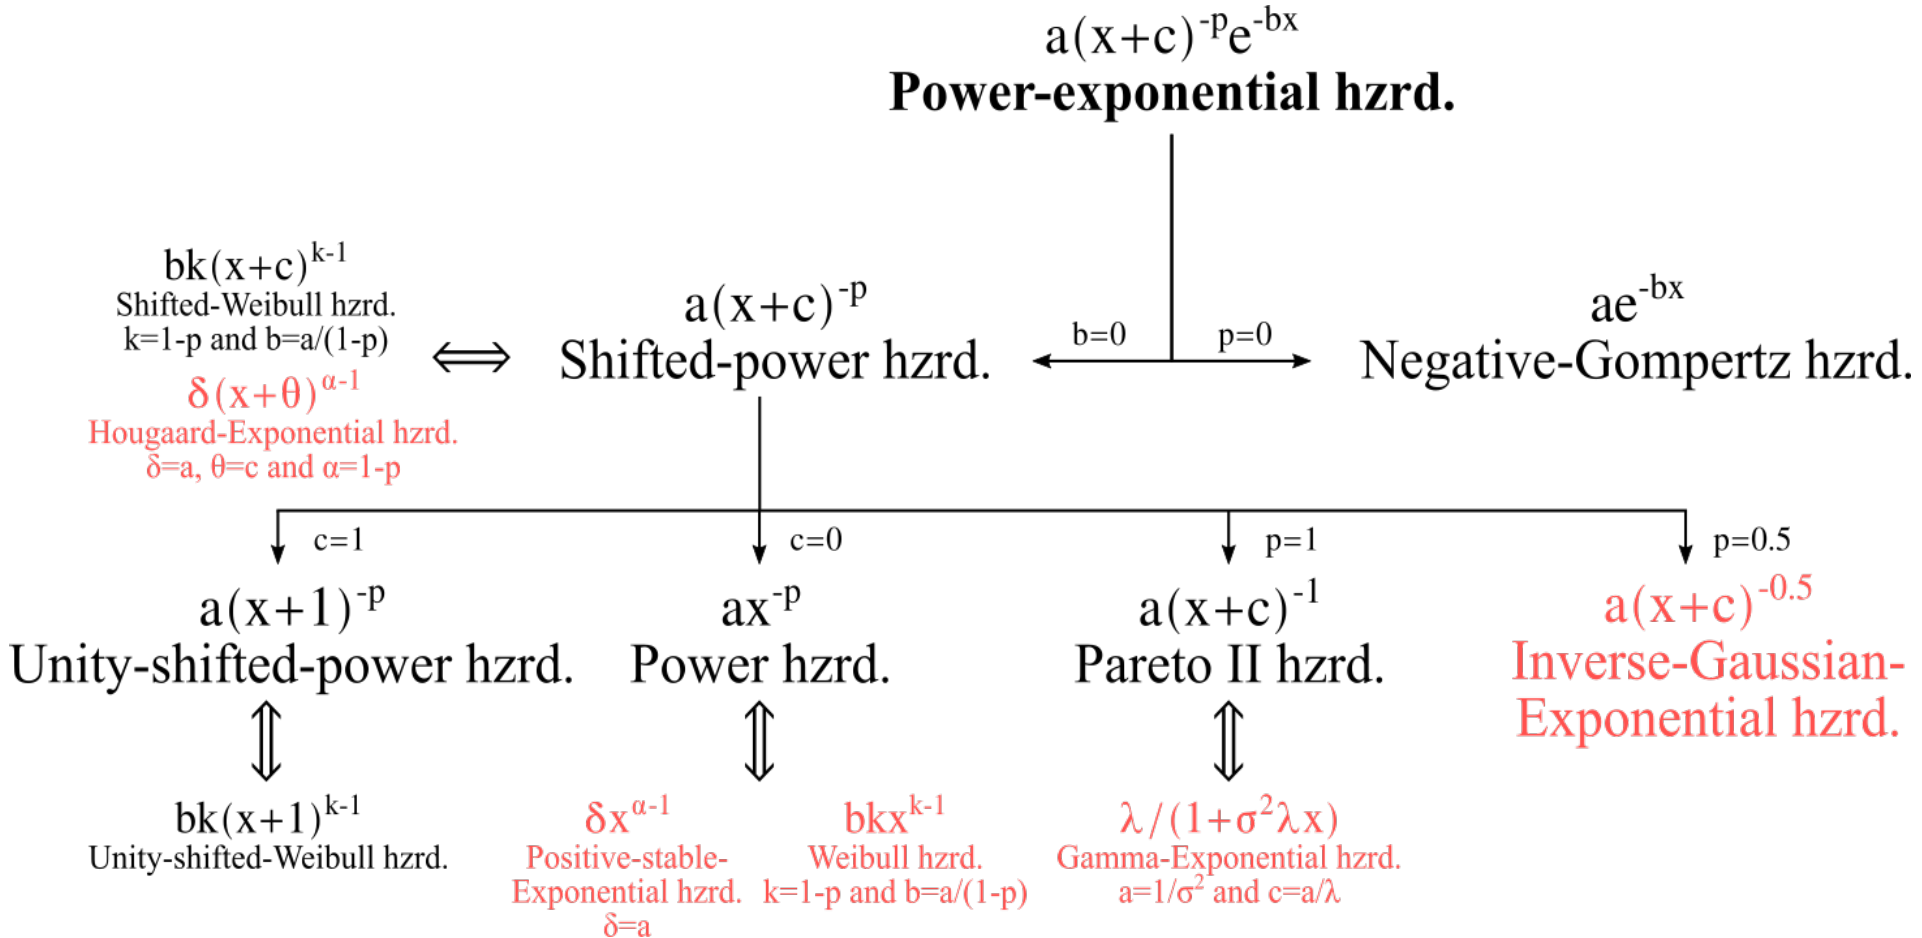 a(x+c)^-p e^-bx
Power-exponential hzrd.
bk(x+c)^k-1
Shifted-Weibull hzrd.
k=1-p and b=a/(1-p)
δ(x+θ)^α-1
Hougaard-Exponential hzrd.
δ=a, θ=c and α=1-p
a(x+c)^-p
Shifted-power hzrd.
b=0
p=0
ae^-bx
Negative-Gompertz hzrd.
c=1
c=0
p=1
p=0.5
a(x+1)^-p
Unity-shifted-power hzrd.
ax^-p
Power hzrd.
a(x+c)^-1
Pareto II hzrd.
a(x+c)^-0.5
Inverse-Gaussian-
Exponential hzrd.
bk(x+1)^k-1
Unity-shifted-Weibull hzrd.
δx^α-1
Positive-stable-
Exponential hzrd.
δ=a
bkx^k-1
Weibull hzrd.
k=1-p and b=a/(1-p)
λ/(1+σ²λx)
Gamma-Exponential hzrd.
a=1/σ² and c=a/λ